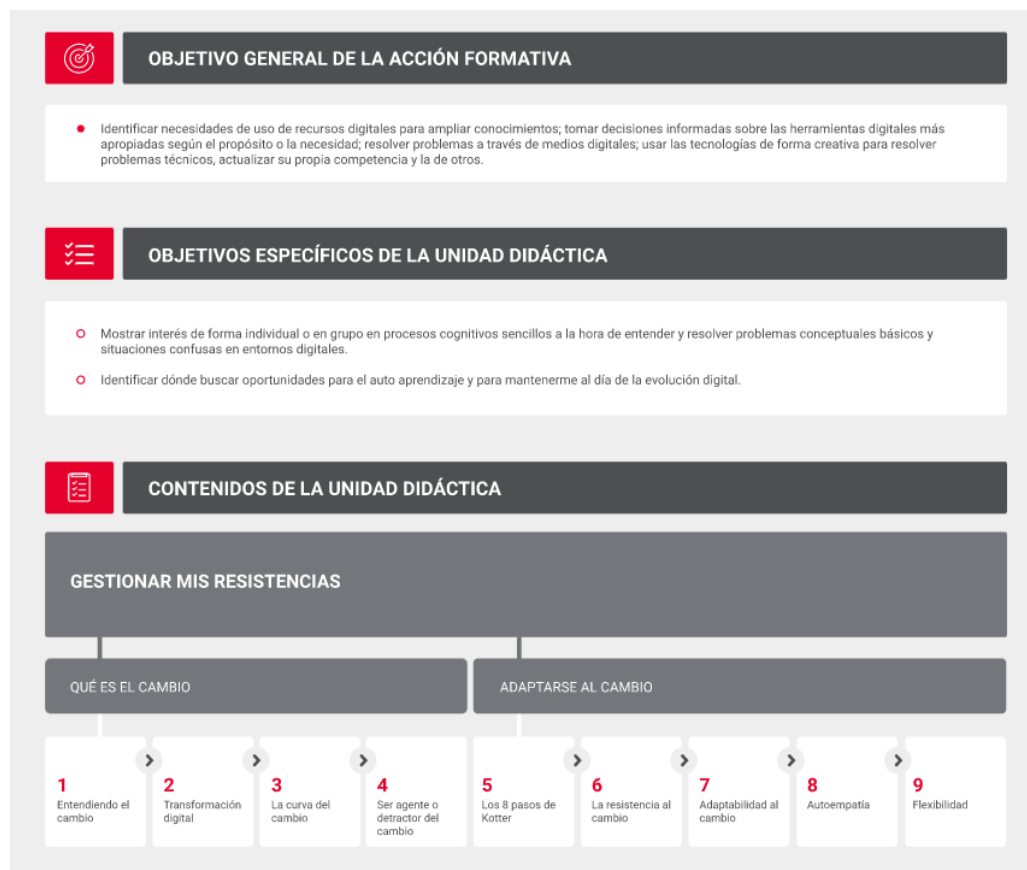 OBJETIVO GENERAL DE LA ACCIÓN FORMATIVA
Identificar necesidades de uso de recursos digitales para ampliar conocimientos; tomar decisiones informadas sobre las herramientas digitales más
apropiadas según el propósito o la necesidad; resolver problemas a través de medios digitales; usar las tecnologías de forma creativa para resolver
problemas técnicos, actualizar su propia competencia y la de otros.
OBJETIVOS ESPECÍFICOS DE LA UNIDAD DIDÁCTICA
Mostrar interés de forma individual o en grupo en procesos cognitivos sencillos a la hora de entender y resolver problemas conceptuales básicos y
situaciones confusas en entornos digitales.
Identificar dónde buscar oportunidades para el auto aprendizaje y para mantenerme al día de la evolución digital.
CONTENIDOS DE LA UNIDAD DIDÁCTICA
GESTIONAR MIS RESISTENCIAS
QUÉ ES EL CAMBIO
ADAPTARSE AL CAMBIO
1
Entendiendo el
cambio
2
Transformación
digital
3
La curva del
cambio
4
Ser agente o
detractor del
cambio
5
Los 8 pasos de
Kotter
6
La resistencia al
cambio
7
Adaptabilidad al
cambio
8
Autoempatía
9
Flexibilidad